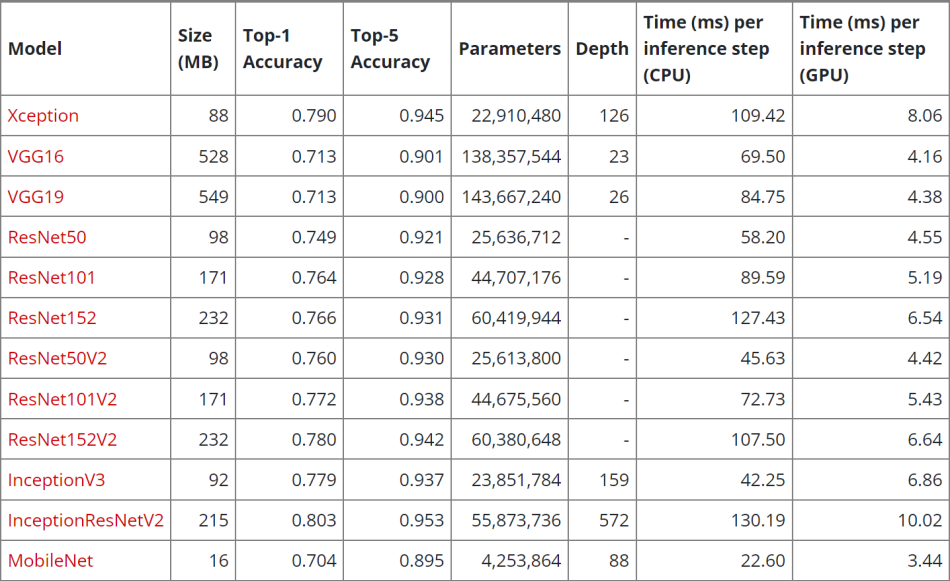 Model Size (MB) Top-1 Accuracy Top-5 Accuracy Parameters Depth Time (ms) per inference step (CPU) Time (ms) per inference step (GPU)
Xception 88 0.790 0.945 22,910,480 126 109.42 8.06
VGG16 528 0.713 0.901 138,357,544 23 69.50 4.16
VGG19 549 0.713 0.900 143,667,240 26 84.75 4.38
ResNet50 98 0.749 0.921 25,636,712 - 58.20 4.55
ResNet101 171 0.764 0.928 44,707,176 - 89.59 5.19
ResNet152 232 0.766 0.931 60,419,944 - 127.43 6.54
ResNet50V2 98 0.760 0.930 25,613,800 - 45.63 4.42
ResNet101V2 171 0.772 0.938 44,675,560 - 72.73 5.43
ResNet152V2 232 0.780 0.942 60,380,648 - 107.50 6.64
InceptionV3 92 0.779 0.937 23,851,784 159 42.25 6.86
InceptionResNetV2 215 0.803 0.953 55,873,736 572 130.19 10.02
MobileNet 16 0.704 0.895 4,253,864 88 22.60 3.44